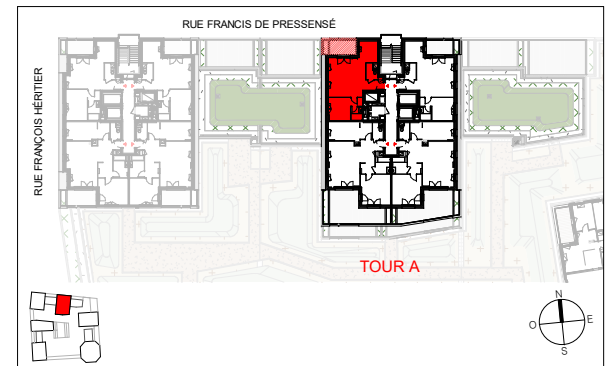 RUE FRANCIS DE PRESSENSÉ
RUE FRANÇOIS HÉRITIER
TOUR A
N
O E
S